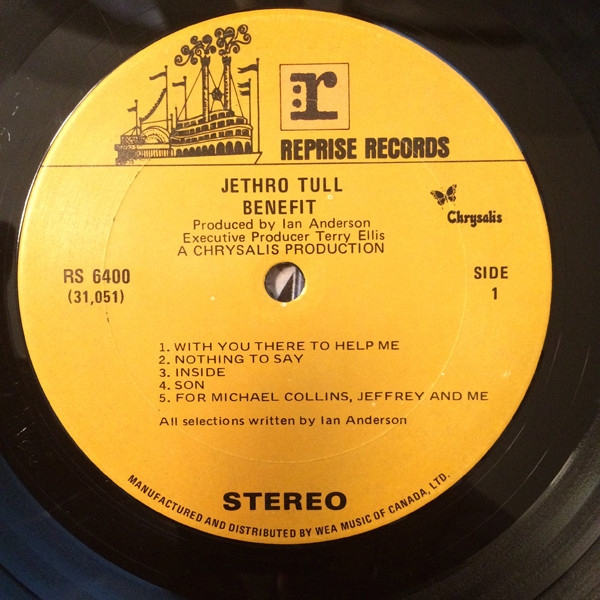 r
REPRISE RECORDS
JETHRO TULL
BENEFIT
Produced by Ian Anderson
Executive Producer Terry Ellis
A CHRYSALIS PRODUCTION
Chrysalis
RS 6400
(31,051)
SIDE
1
1. WITH YOU THERE TO HELP ME
2. NOTHING TO SAY
3. INSIDE
4. SON
5. FOR MICHAEL COLLINS, JEFFREY AND ME
All selections written by Ian Anderson
STEREO
MANUFACTURED AND DISTRIBUTED BY WEA MUSIC OF CANADA, LTD.